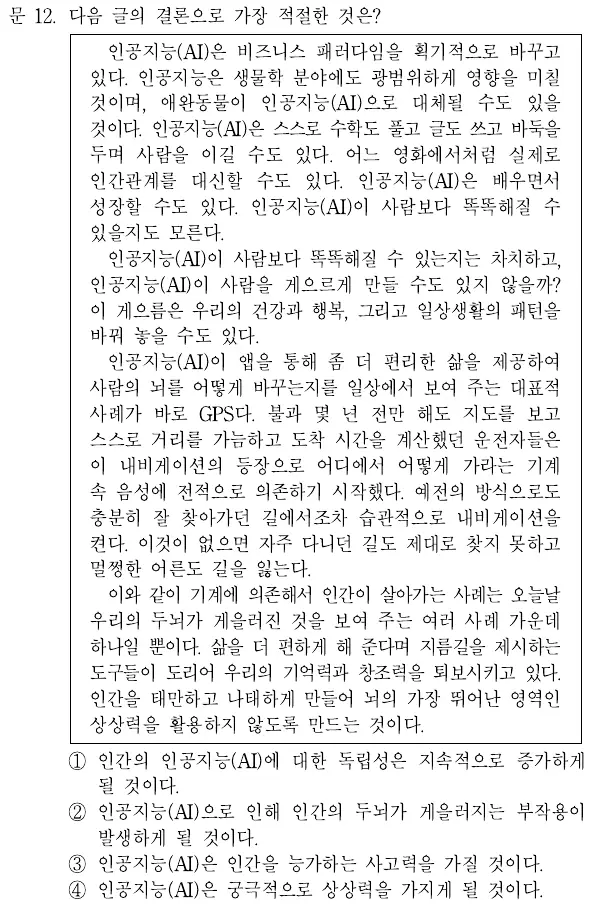 문 12. 다음 글의 결론으로 가장 적절한 것은?
인공지능(AI)은 비즈니스 패러다임을 획기적으로 바꾸고
있다. 인공지능은 생물학 분야에도 광범위하게 영향을 미칠
것이며, 애완동물이 인공지능(AI)으로 대체될 수도 있을
것이다. 인공지능(AI)은 스스로 수학도 풀고 글도 쓰고 바둑을
두며 사람을 이길 수도 있다. 어느 영화에서처럼 실제로
인간관계를 대신할 수도 있다. 인공지능(AI)은 배우면서
성장할 수도 있다. 인공지능(AI)이 사람보다 똑똑해질 수
있을지도 모른다.
인공지능(AI)이 사람보다 똑똑해질 수 있는지는 차치하고,
인공지능(AI)이 사람을 게으르게 만들 수도 있지 않을까?
이 게으름은 우리의 건강과 행복, 그리고 일상생활의 패턴을
바꿔 놓을 수도 있다.
인공지능(AI)이 앱을 통해 좀 더 편리한 삶을 제공하여
사람의 뇌를 어떻게 바꾸는지를 일상에서 보여 주는 대표적
사례가 바로 GPS다. 불과 몇 년 전만 해도 지도를 보고
스스로 거리를 가늠하고 도착 시간을 계산했던 운전자들은
이 내비게이션의 등장으로 어디에서 어떻게 가라는 기계
속 음성에 전적으로 의존하기 시작했다. 예전의 방식으로도
충분히 잘 찾아가던 길에서조차 습관적으로 내비게이션을
켠다. 이것이 없으면 자주 다니던 길도 제대로 찾지 못하고
멀쩡한 어른도 길을 잃는다.
이와 같이 기계에 의존해서 인간이 살아가는 사례는 오늘날
우리의 두뇌가 게을러진 것을 보여 주는 여러 사례 가운데
하나일 뿐이다. 삶을 더 편하게 해 준다며 지름길을 제시하는
도구들이 도리어 우리의 기억력과 창조력을 퇴보시키고 있다.
인간을 태만하고 나태하게 만들어 뇌의 가장 뛰어난 영역인
상상력을 활용하지 않도록 만드는 것이다.
① 인간의 인공지능(AI)에 대한 독립성은 지속적으로 증가하게
될 것이다.
② 인공지능(AI)으로 인해 인간의 두뇌가 게을러지는 부작용이
발생하게 될 것이다.
③ 인공지능(AI)은 인간을 능가하는 사고력을 가질 것이다.
④ 인공지능(AI)은 궁극적으로 상상력을 가지게 될 것이다.